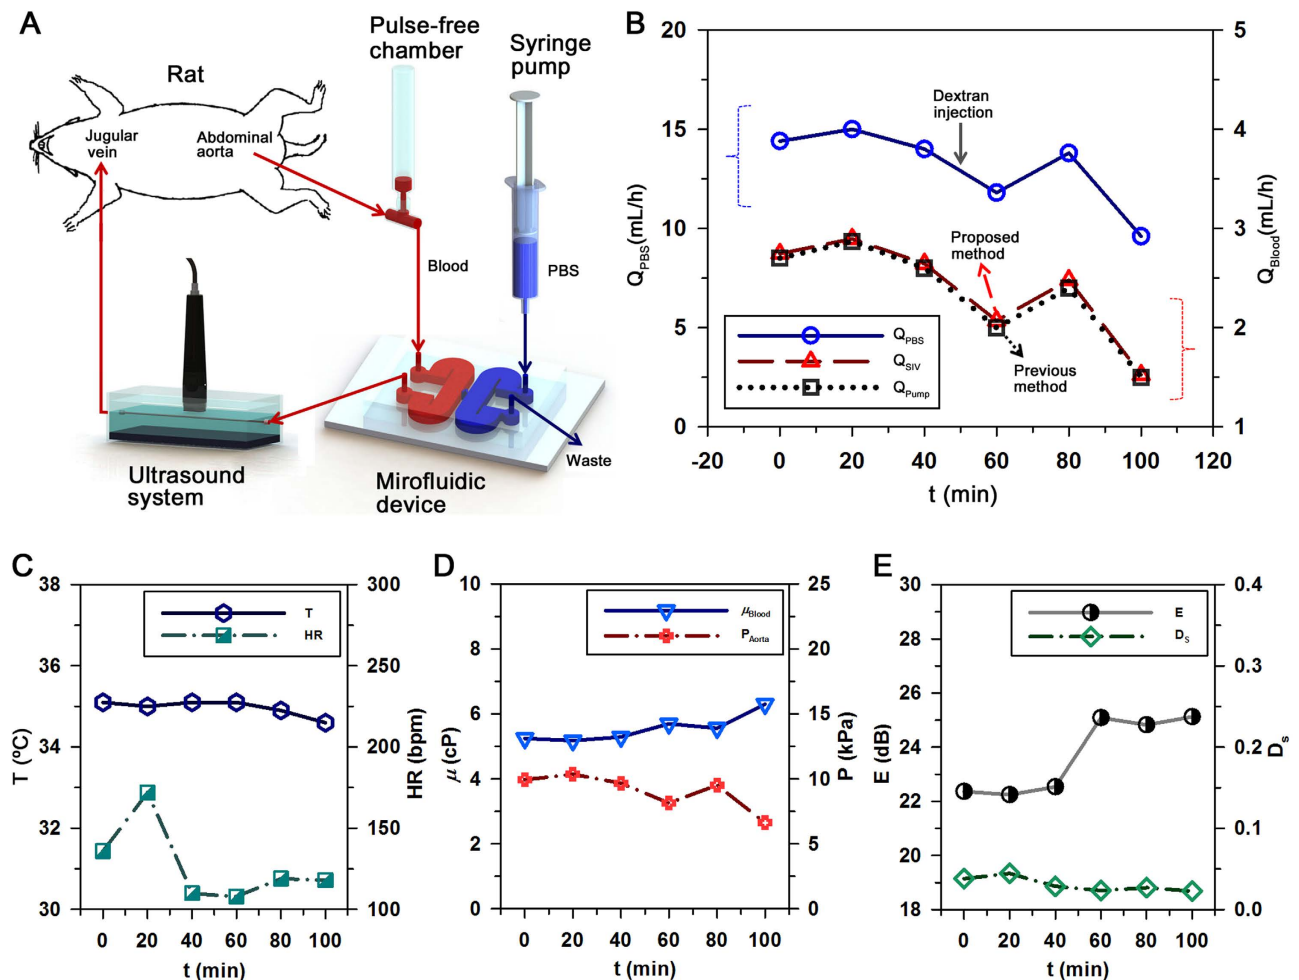 A
Rat
Jugular
vein
Abdominal
aorta
Pulse-free
chamber
Syringe
pump
Blood
PBS
Waste
Ultrasound
system
Mirofluidic
device
B
20
15
10
5
0
Q_PBS(mL/h)
5
4
3
2
1
Q_Blood(mL/h)
Dextran
injection
Proposed
method
Previous
method
Q_PBS
Q_SIV
Q_Pump
-20 0 20 40 60 80 100 120
t (min)
C
38
36
34
32
30
T (ºC)
300
250
200
150
100
HR (bpm)
T
HR
0 20 40 60 80 100
t (min)
D
10
8
6
4
2
0
μ (cP)
25
20
15
10
5
0
P (kPa)
μ_Blood
P_Aorta
0 20 40 60 80 100
t (min)
E
30
28
26
24
22
20
18
E (dB)
0.4
0.3
0.2
0.1
0.0
D_s
E
D_S
0 20 40 60 80 100
t (min)